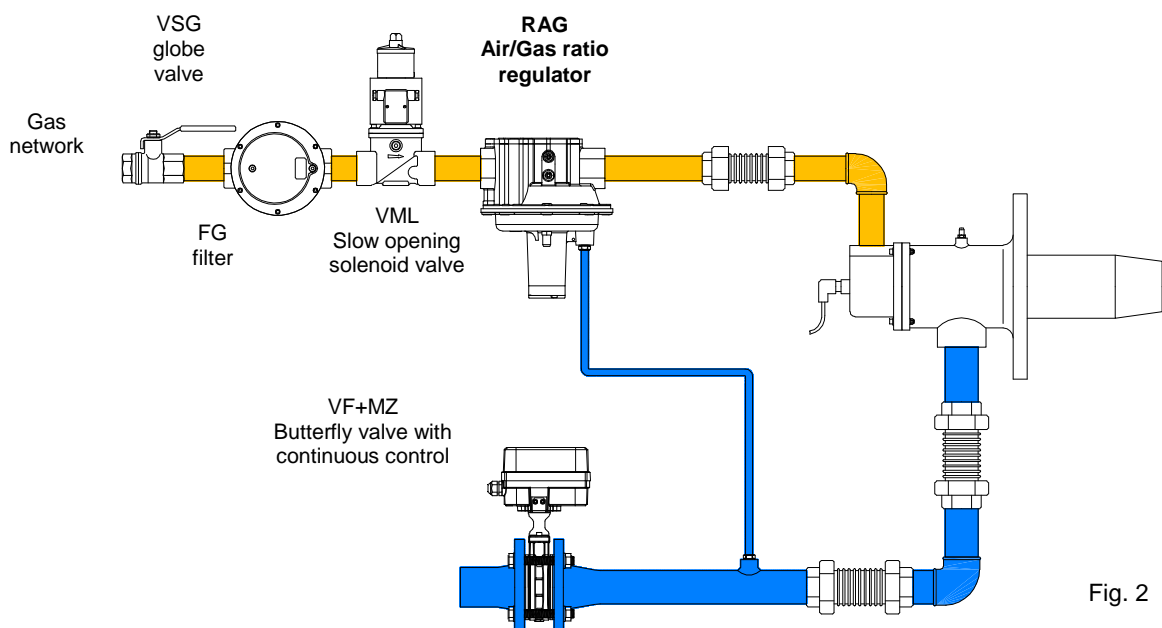 VSG
globe
valve
RAG
Air/Gas ratio
regulator
Gas
network
FG
filter
VML
Slow opening
solenoid valve
VF+MZ
Butterfly valve with
continuous control
Fig. 2